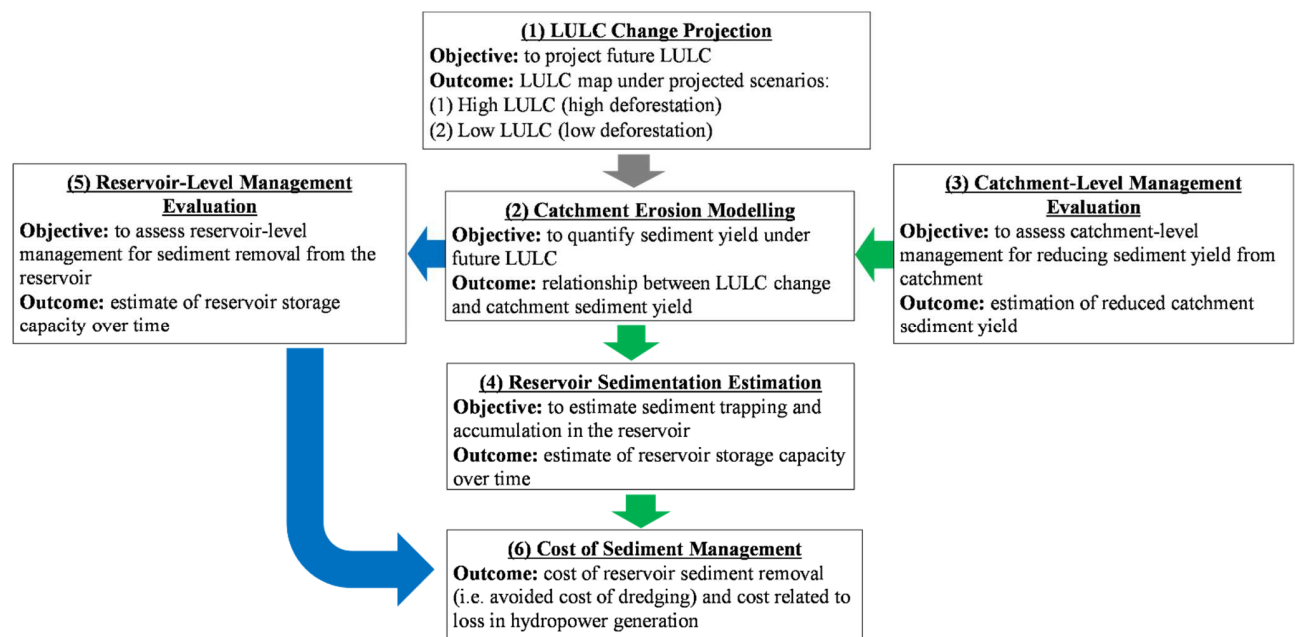 (1) LULC Change Projection
Objective: to project future LULC
Outcome: LULC map under projected scenarios:
(1) High LULC (high deforestation)
(2) Low LULC (low deforestation)
(5) Reservoir-Level Management
Evaluation
Objective: to assess reservoir-level
management for sediment removal from the
reservoir
Outcome: estimate of reservoir storage
capacity over time
(2) Catchment Erosion Modelling
Objective: to quantify sediment yield under
future LULC
Outcome: relationship between LULC change
and catchment sediment yield
(3) Catchment-Level Management
Evaluation
Objective: to assess catchment-level
management for reducing sediment yield from
catchment
Outcome: estimation of reduced catchment
sediment yield
(4) Reservoir Sedimentation Estimation
Objective: to estimate sediment trapping and
accumulation in the reservoir
Outcome: estimate of reservoir storage capacity
over time
(6) Cost of Sediment Management
Outcome: cost of reservoir sediment removal
(i.e. avoided cost of dredging) and cost related to
loss in hydropower generation